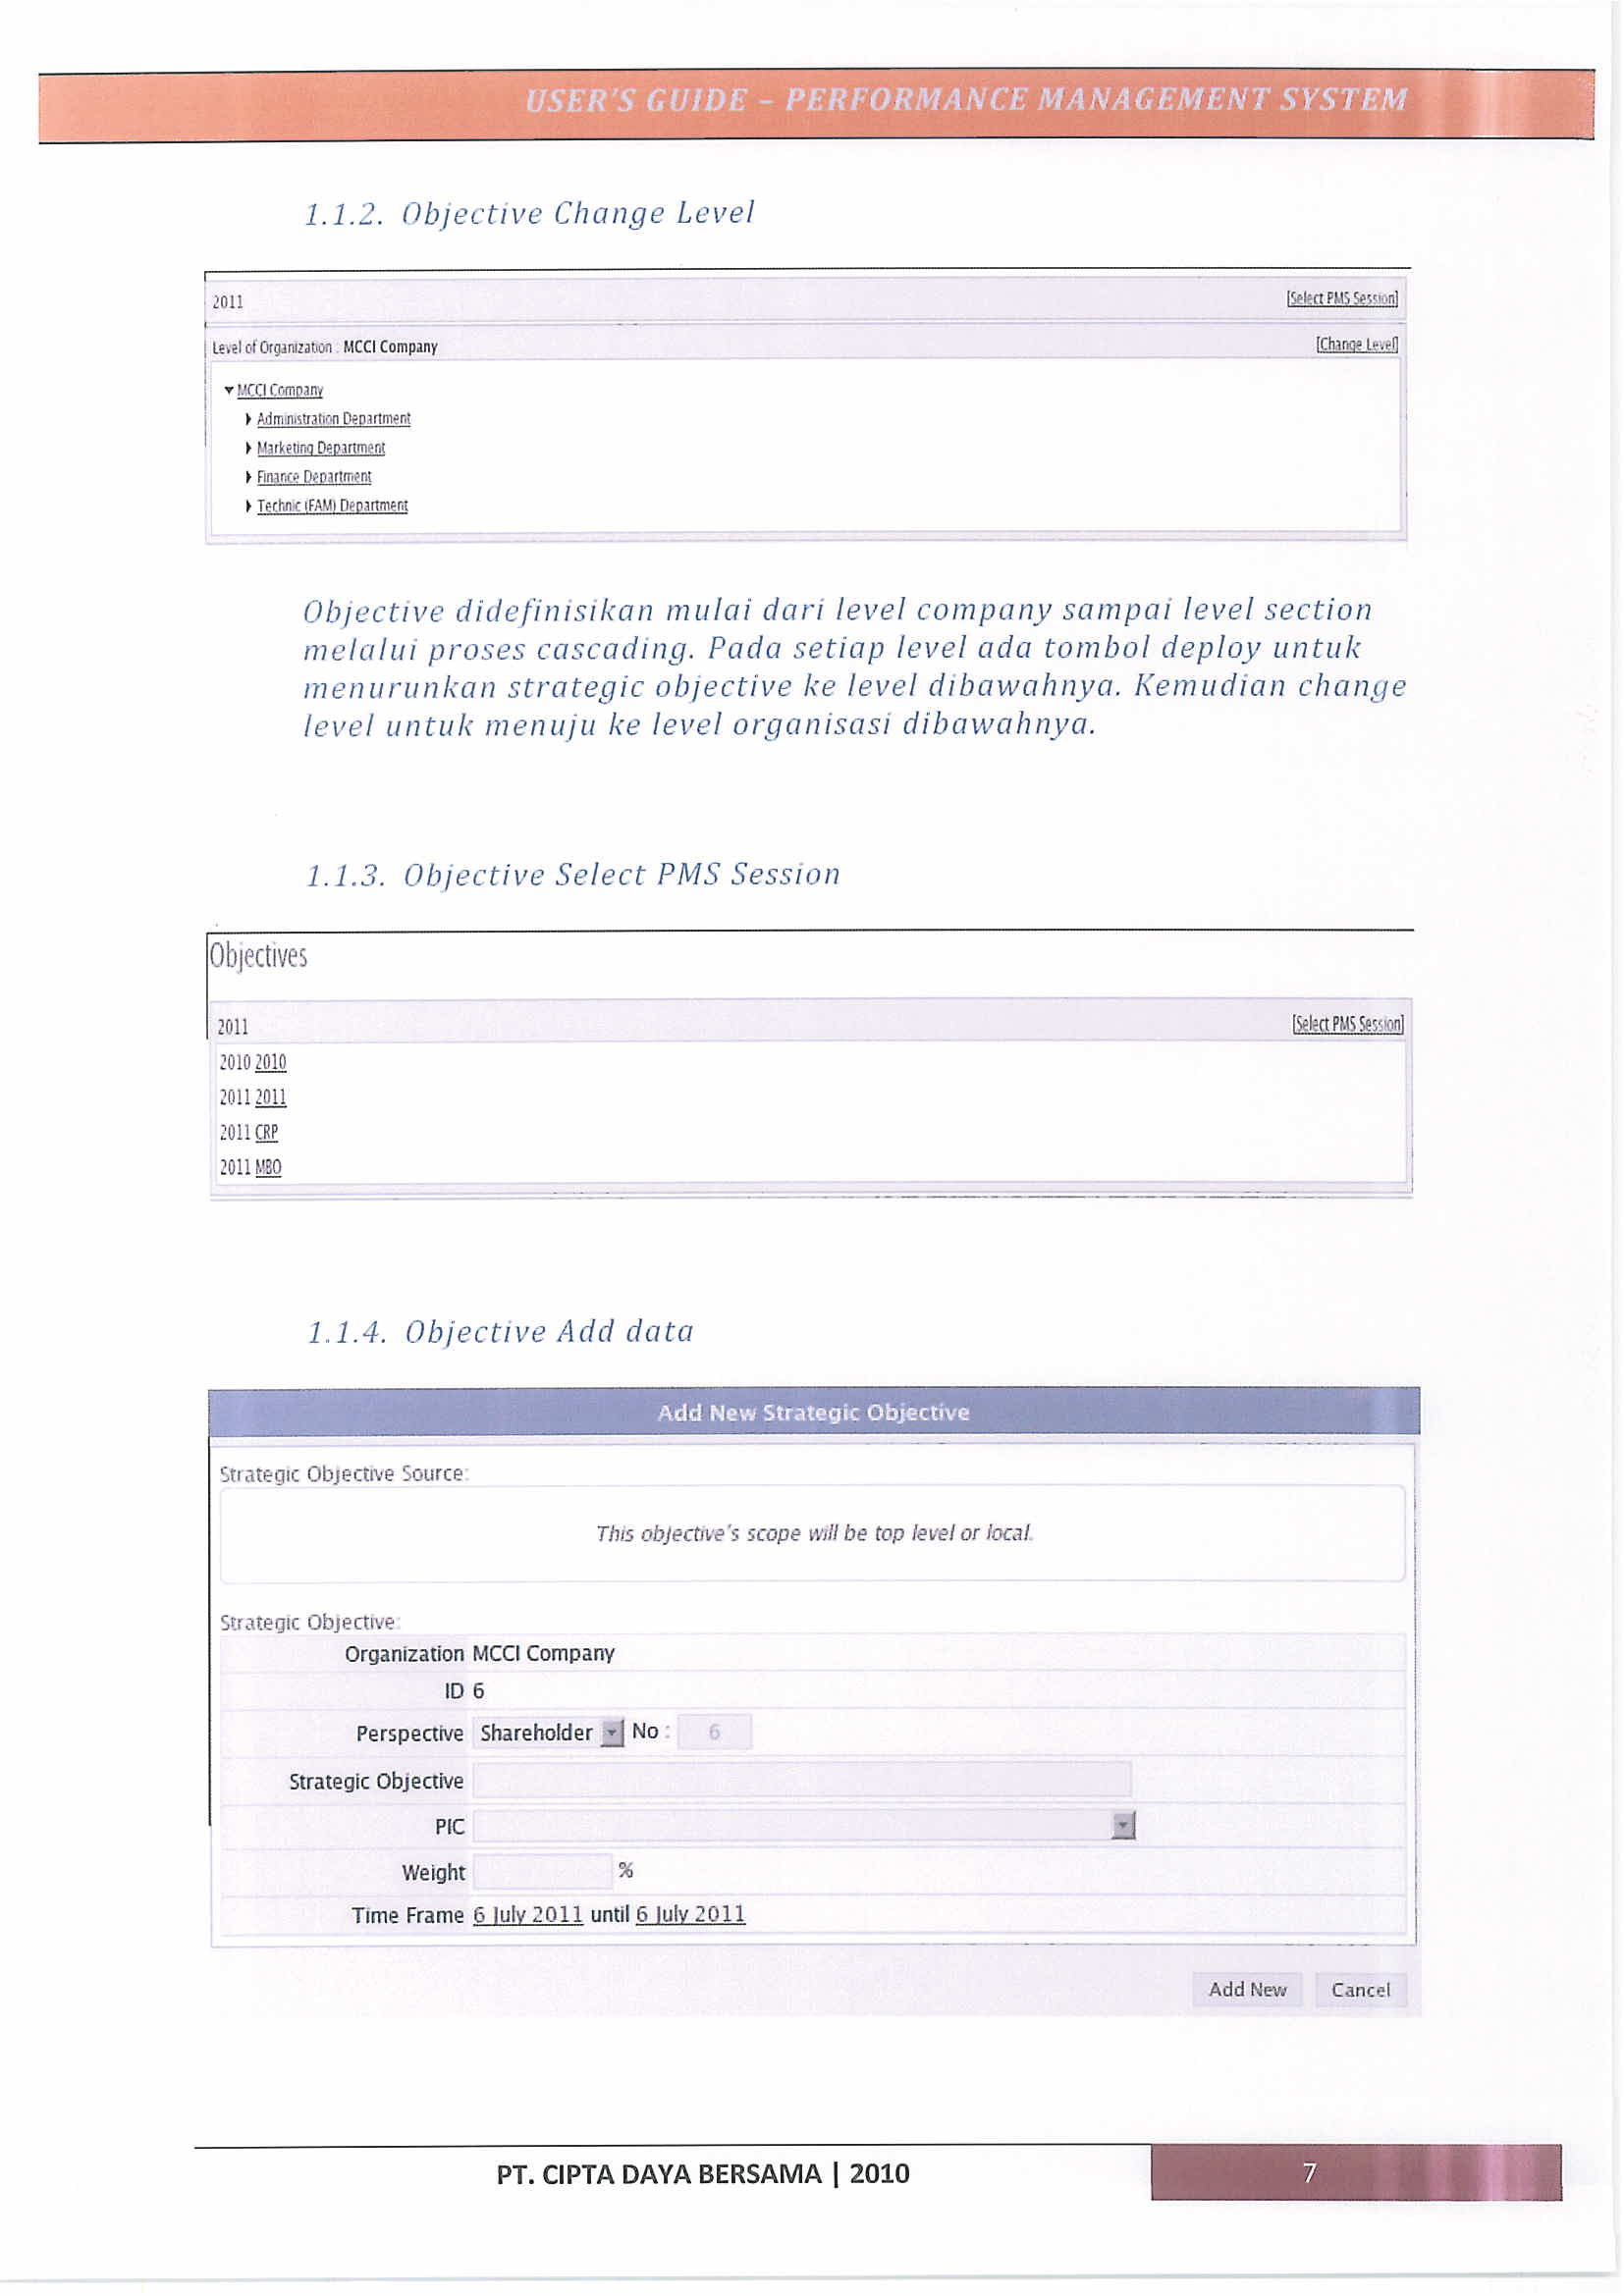 USER'S GUIDE – PERFORMANCE MANAGEMENT SYSTEM
1.1.2. Objective Change Level
2011 [Select PMS Session]
Level of Organization : MCCI Company [Change Level]
MCCI Company
Administration Department
Marketing Department
Finance Department
Technic (FAM) Department
Objective didefinisikan mulai dari level company sampai level section
melalui proses cascading. Pada setiap level ada tombol deploy untuk
menurunkan strategic objective ke level dibawahnya. Kemudian change
level untuk menuju ke level organisasi dibawahnya.
1.1.3. Objective Select PMS Session
Objectives
2011 [Select PMS Session]
2010 2010
2011 2011
2011 CRP
2011 MBO
1.1.4. Objective Add data
Add New Strategic Objective
Strategic Objective Source:
This objective's scope will be top level or local.
Strategic Objective:
Organization MCCI Company
ID 6
Perspective Shareholder No : 6
Strategic Objective
PIC
Weight %
Time Frame 6 July 2011 until 6 July 2011
Add New Cancel
PT. CIPTA DAYA BERSAMA | 2010 7